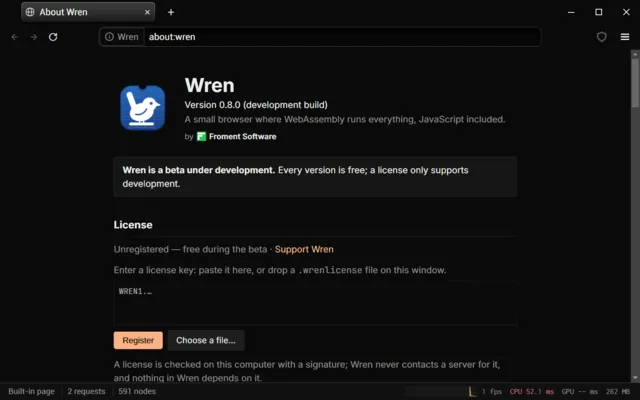 About Wren
Wren about:wren
Wren
Version 0.8.0 (development build)
A small browser where WebAssembly runs everything, JavaScript included.
by Froment Software
Wren is a beta under development. Every version is free; a license only supports
development.
License
Unregistered — free during the beta · Support Wren
Enter a license key: paste it here, or drop a .wrenlicense file on this window.
WREN1.…
Register Choose a file...
A license is checked on this computer with a signature; Wren never contacts a server for it,
and nothing in Wren depends on it.
Built-in page 2 requests 591 nodes 1 fps CPU 52.1 ms GPU -- ms 262 MB